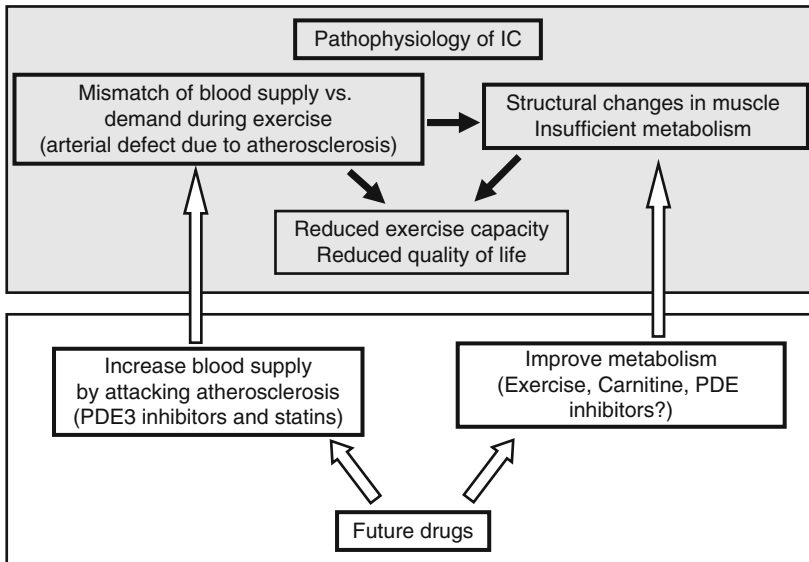 Pathophysiology of IC
Mismatch of blood supply vs.
demand during exercise
(arterial defect due to atherosclerosis)
Structural changes in muscle
Insufficient metabolism
Reduced exercise capacity
Reduced quality of life
Increase blood supply
by attacking atherosclerosis
(PDE3 inhibitors and statins)
Improve metabolism
(Exercise, Carnitine, PDE
inhibitors?)
Future drugs